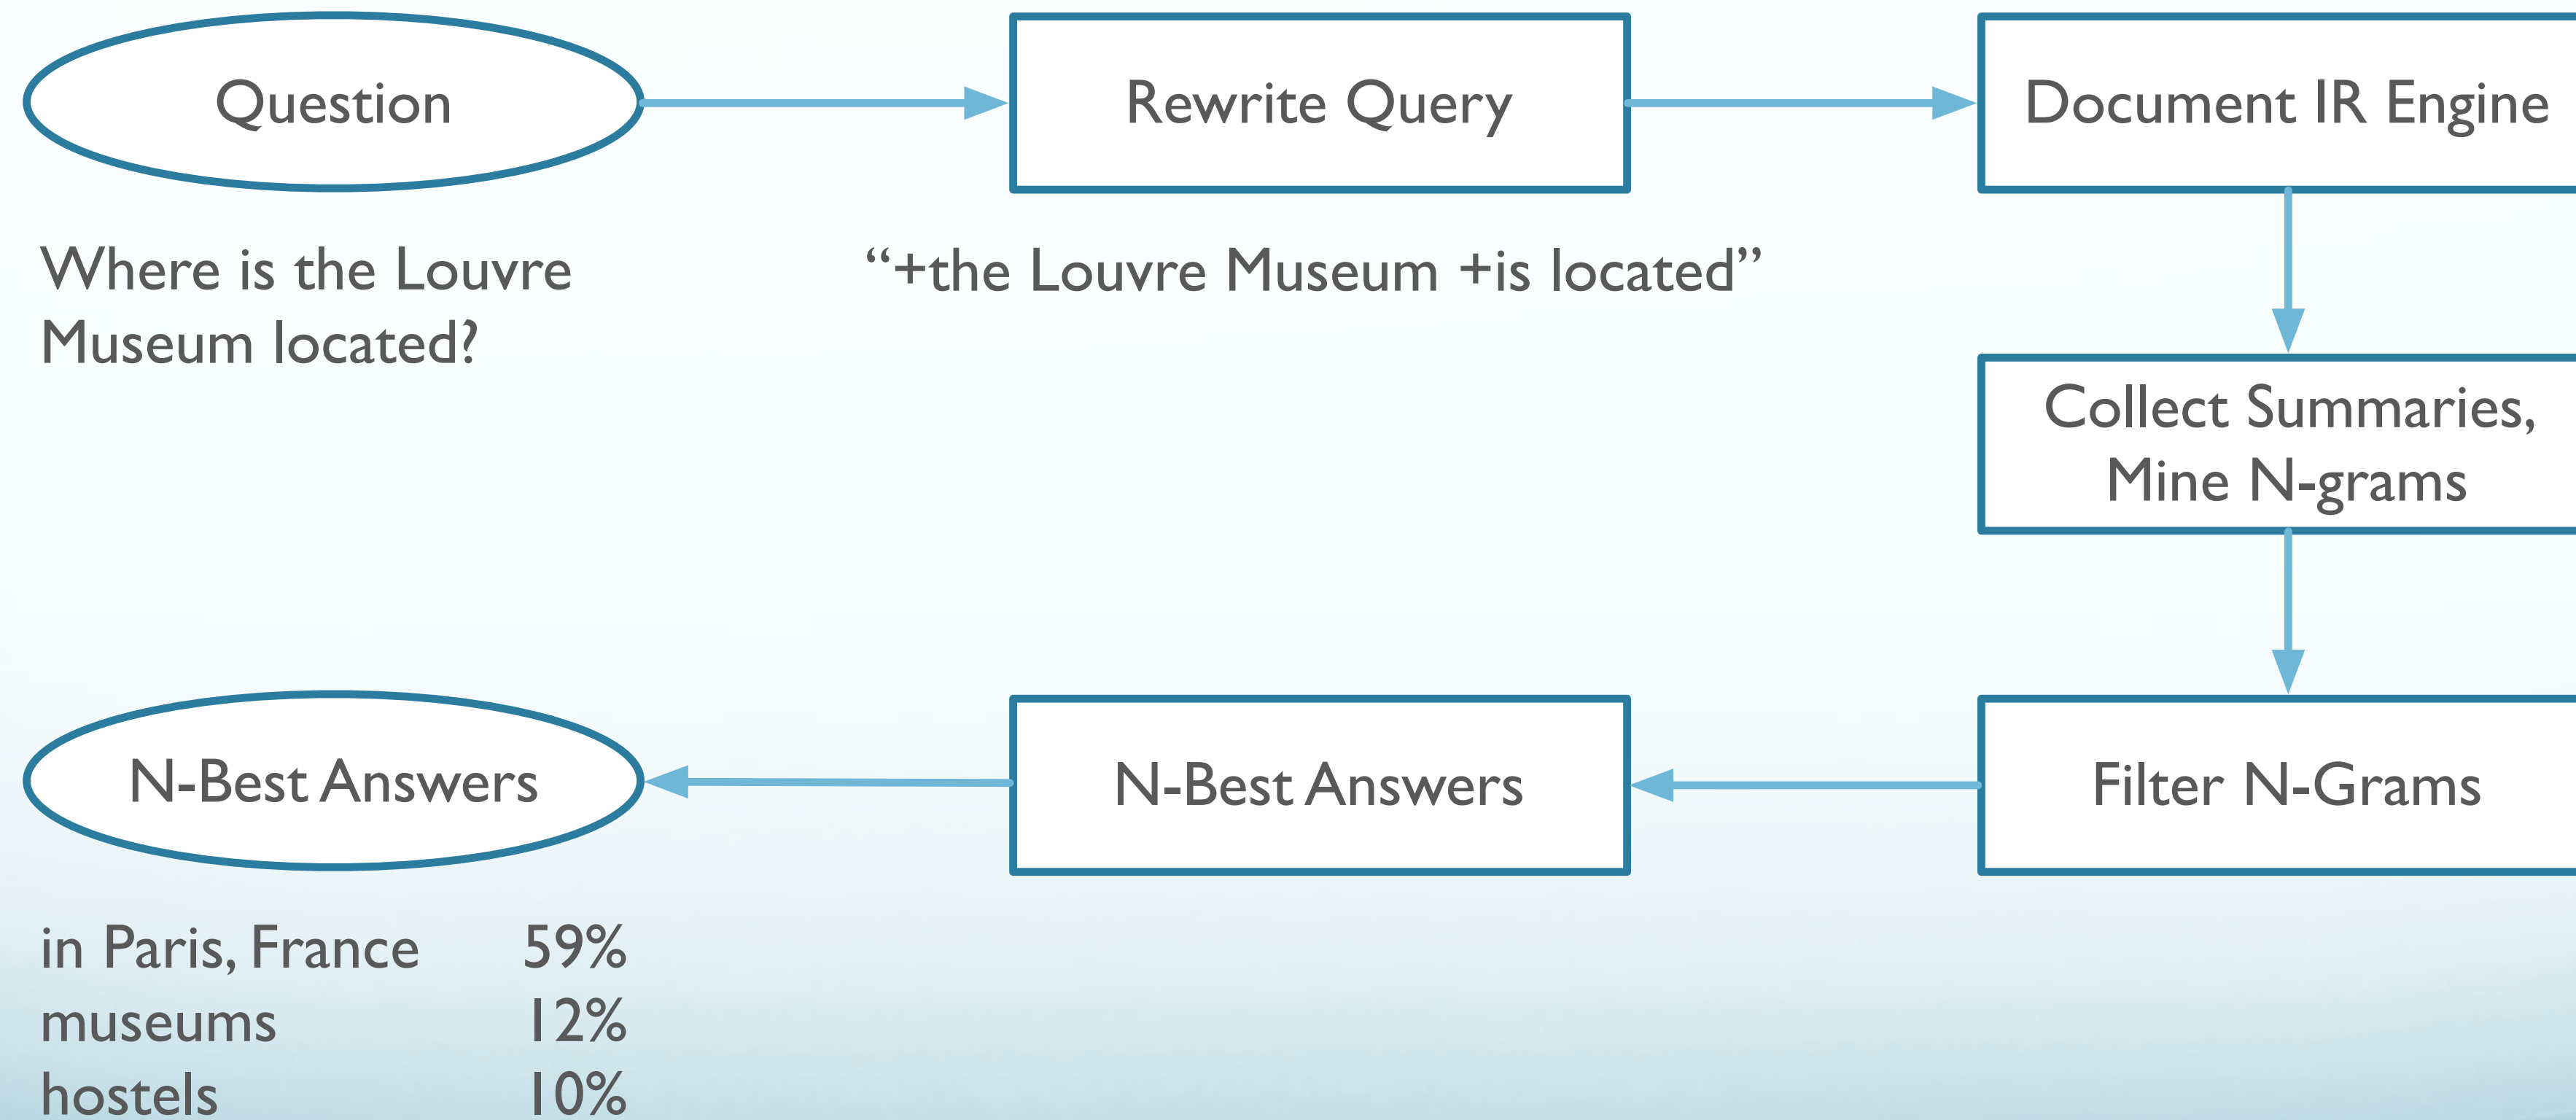 Question
Rewrite Query
Document IR Engine
Where is the Louvre
Museum located?
“+the Louvre Museum +is located”
Collect Summaries,
Mine N-grams
N-Best Answers
N-Best Answers
Filter N-Grams
in Paris, France 59%
museums 12%
hostels 10%